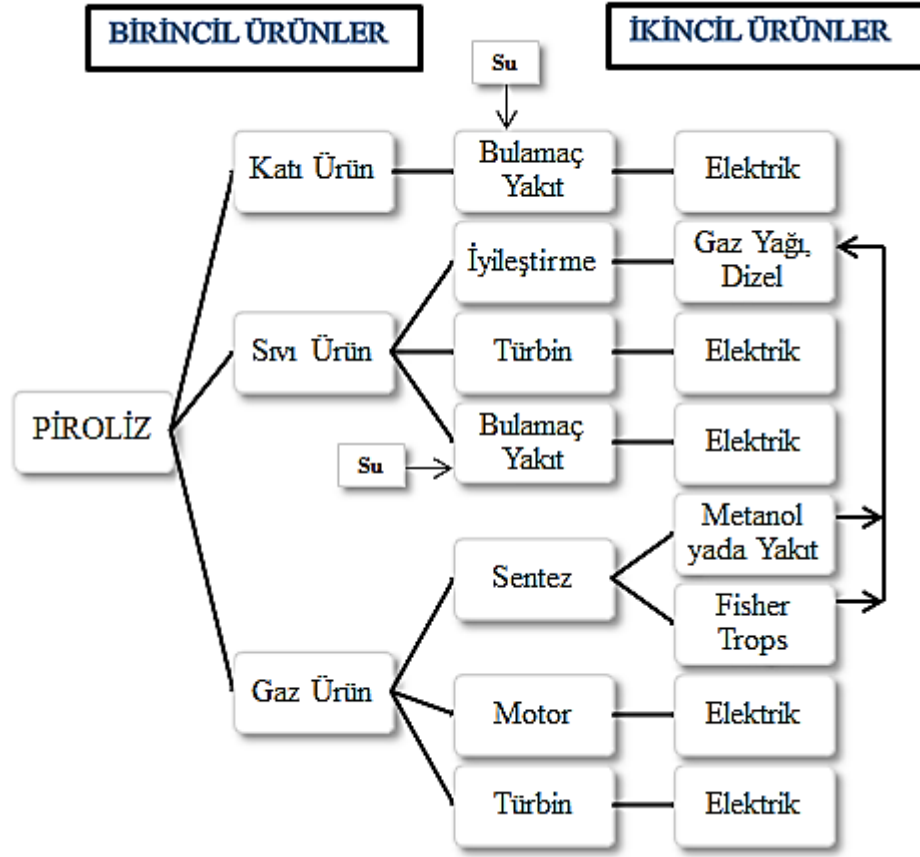 BİRİNCİL ÜRÜNLER
İKİNCİL ÜRÜNLER
Su
Katı Ürün
Bulamaç
Yakıt
Elektrik
İyileştirme
Gaz Yağı,
Dizel
Sıvı Ürün
Türbin
Elektrik
PİROLİZ
Bulamaç
Yakıt
Elektrik
Su
Metanol
yada Yakıt
Sentez
Fisher
Trops
Gaz Ürün
Motor
Elektrik
Türbin
Elektrik